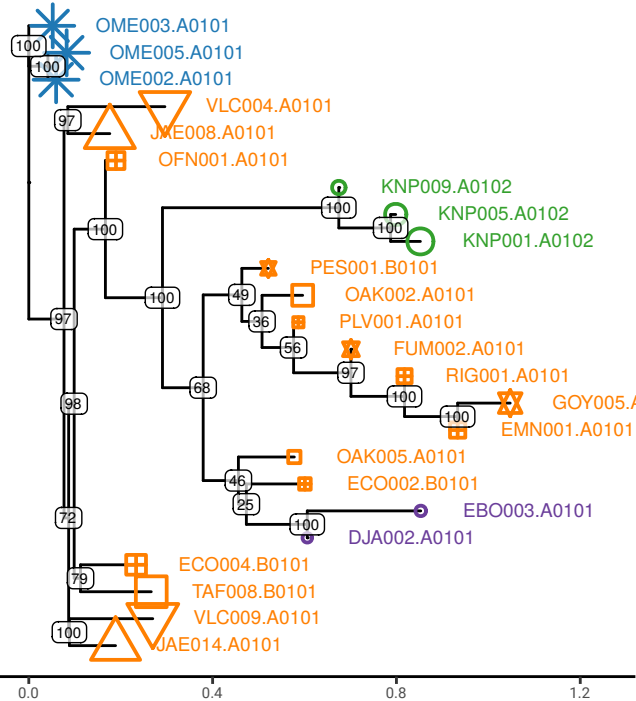 OME003.A0101
100
OME005.A0101
100
OME002.A0101
VLC004.A0101
97
JAE008.A0101
OFN001.A0101
KNP009.A0102
100
KNP005.A0102
100
100
KNP001.A0102
PES001.B0101
49
OAK002.A0101
100
97
36
PLV001.A0101
56
FUM002.A0101
97
RIG001.A0101
68
100
98
GOY005.A
100
EMN001.A0101
OAK005.A0101
46
ECO002.B0101
25
EBO003.A0101
72
100
DJA002.A0101
ECO004.B0101
79
TAF008.B0101
VLC009.A0101
100
JAE014.A0101
0.0 0.4 0.8 1.2